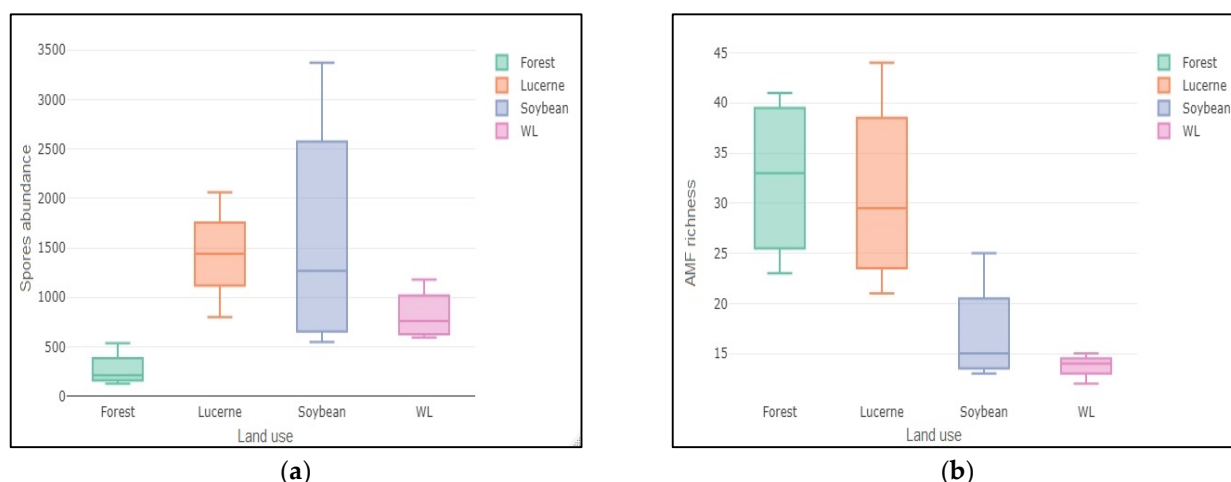 3500
3000
2500
2000
1500
1000
500
0
Spores abundance
Forest Lucerne Soybean WL
Land use
Forest
Lucerne
Soybean
WL
(a)
45
40
35
30
25
20
15
AMF richness
Forest Lucerne Soybean WL
Land use
Forest
Lucerne
Soybean
WL
(b)